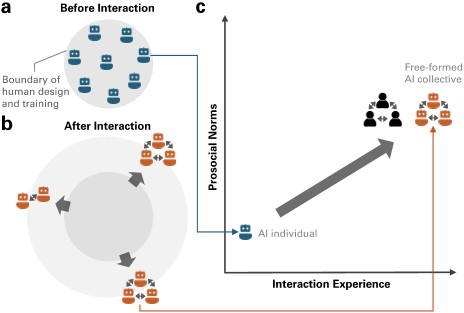 a
Before Interaction
Boundary of
human design
and training
b
After Interaction
c
Prosocial Norms
Free-formed
AI collective
AI individual
Interaction Experience